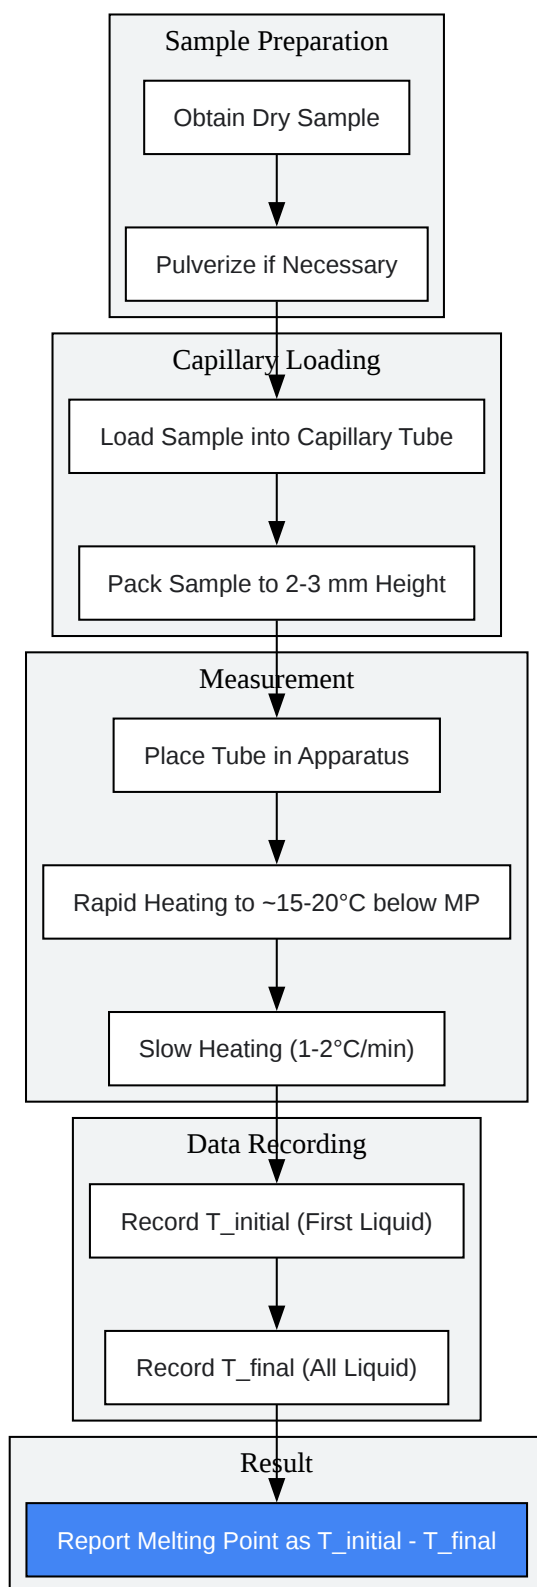 Sample Preparation
Obtain Dry Sample
Pulverize if Necessary
Capillary Loading
Load Sample into Capillary Tube
Pack Sample to 2-3 mm Height
Measurement
Place Tube in Apparatus
Rapid Heating to ~15-20°C below MP
Slow Heating (1-2°C/min)
Data Recording
Record T_initial (First Liquid)
Record T_final (All Liquid)
Result
Report Melting Point as T_initial - T_final